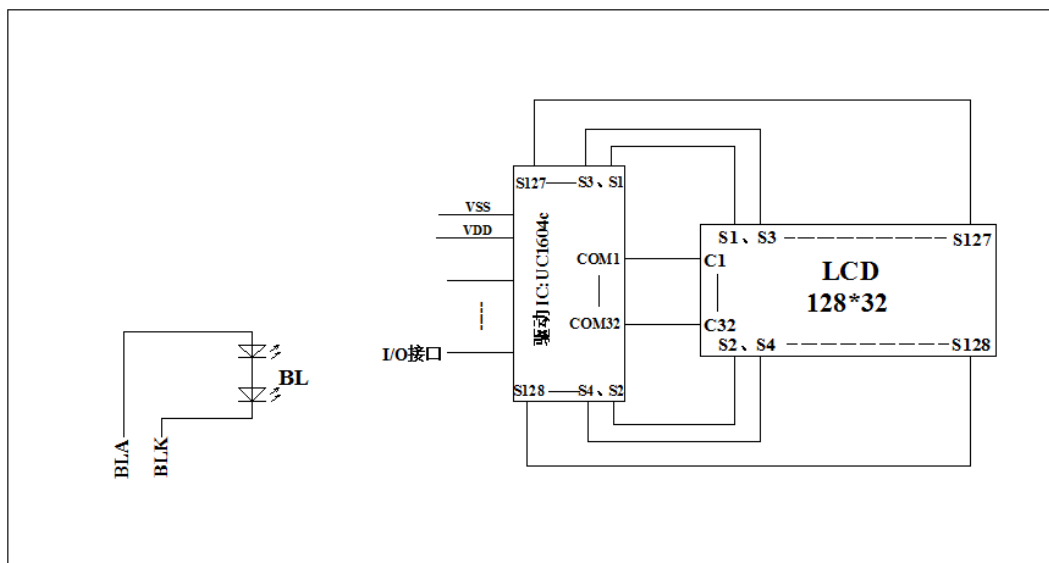 S127——S3、S1
VSS
VDD
驱动IC:UC1604c
COM1
COM32
I/O接口
S128——S4、S2
S1、S3 ——————— S127
C1
LCD
128*32
C32
S2、S4 ——————— S128
BL
BLA
BLK